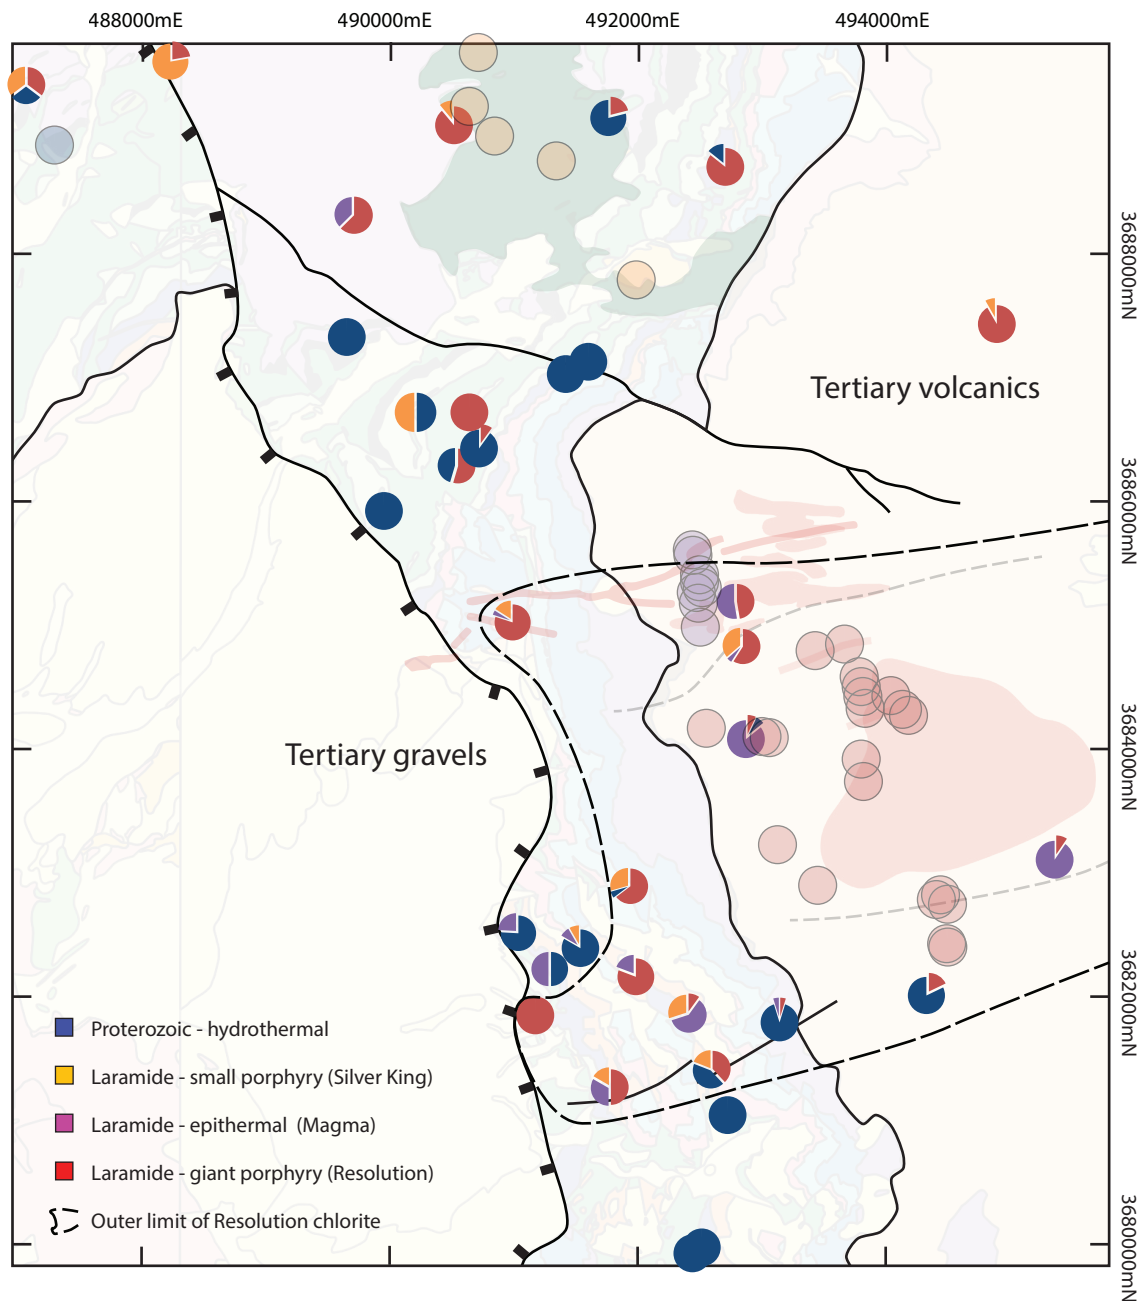 488000mE 490000mE 492000mE 494000mE
3688000mN
Tertiary volcanics
3686000mN
Tertiary gravels
3684000mN
3682000mN
Proterozoic - hydrothermal
Laramide - small porphyry (Silver King)
Laramide - epithermal (Magma)
Laramide - giant porphyry (Resolution)
Outer limit of Resolution chlorite
3680000mN